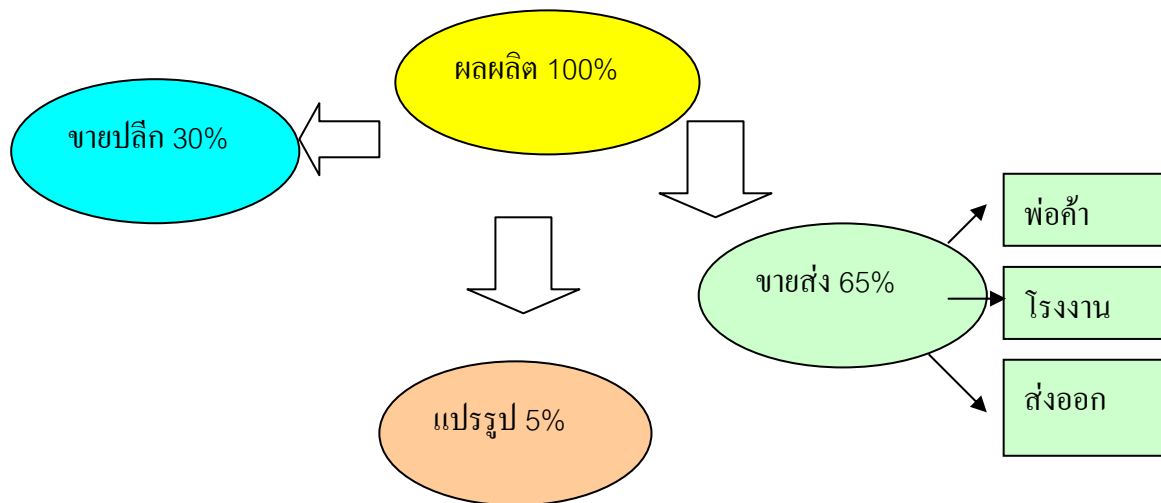 ผลผลิต 100%
ขายปลีก 30%
พ่อค้า
ขายส่ง 65%
โรงงาน
ส่งออก
แปรรูป 5%